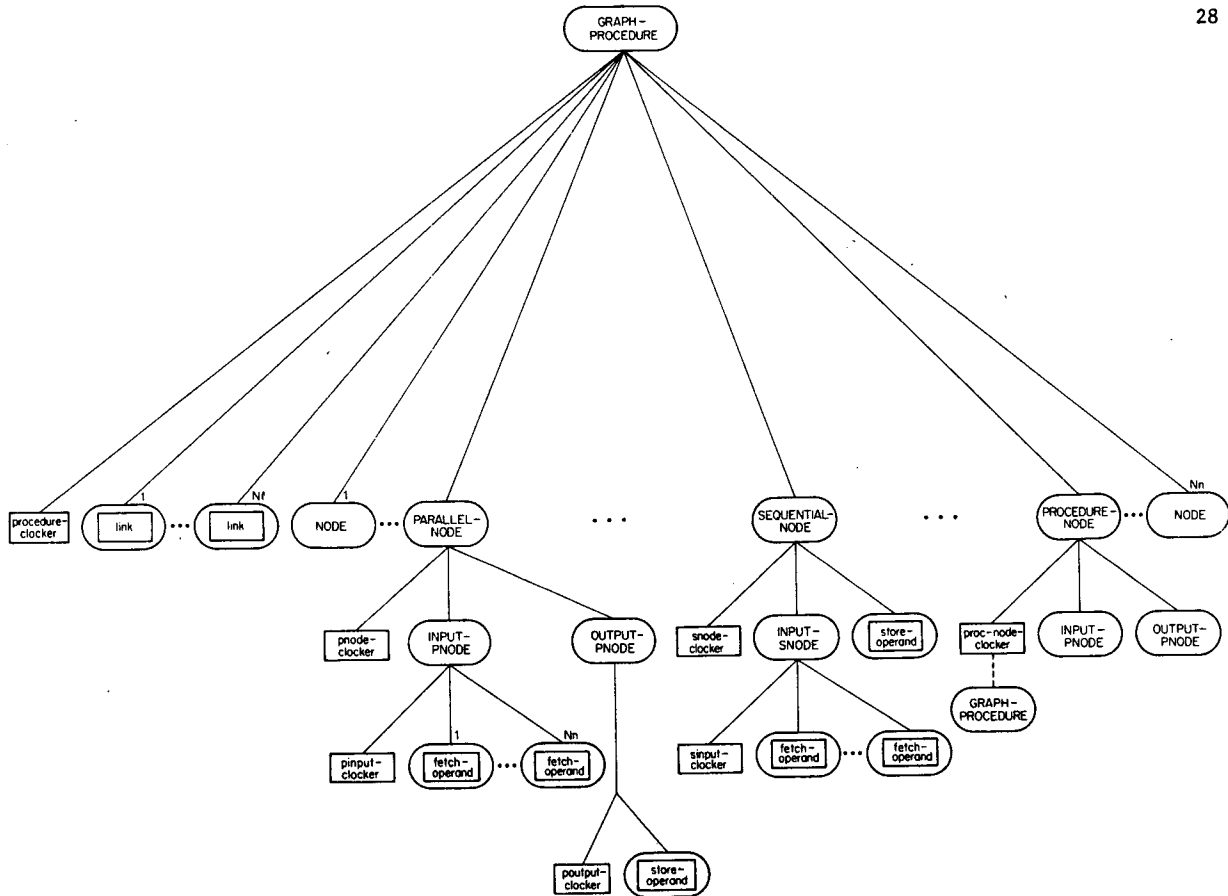 28
GRAPH-
PROCEDURE
procedure-
clocker
1
link
...
Nℓ
link
1
NODE
...
PARALLEL-
NODE
...
SEQUENTIAL-
NODE
...
PROCEDURE-
NODE
...
Nn
NODE
pnode-
clocker
INPUT-
PNODE
OUTPUT-
PNODE
snode-
clocker
INPUT-
SNODE
store-
operand
proc-node-
clocker
INPUT-
PNODE
OUTPUT-
PNODE
GRAPH-
PROCEDURE
pinput-
clocker
1
fetch-
operand
...
Nn
fetch-
operand
sinput-
clocker
fetch-
operand
...
fetch-
operand
poutput-
clocker
store-
operand